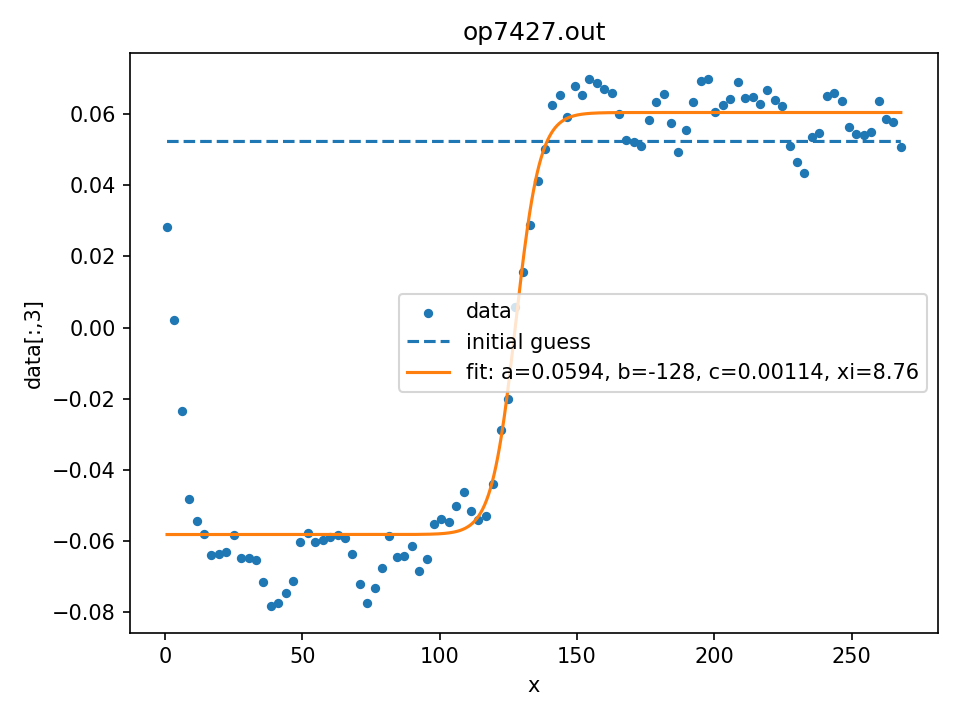 op7427.out
data[:,3]
0.06
0.04
0.02
0.00
−0.02
−0.04
−0.06
−0.08
data
initial guess
fit: a=0.0594, b=-128, c=0.00114, xi=8.76
0 50 100 150 200 250
x